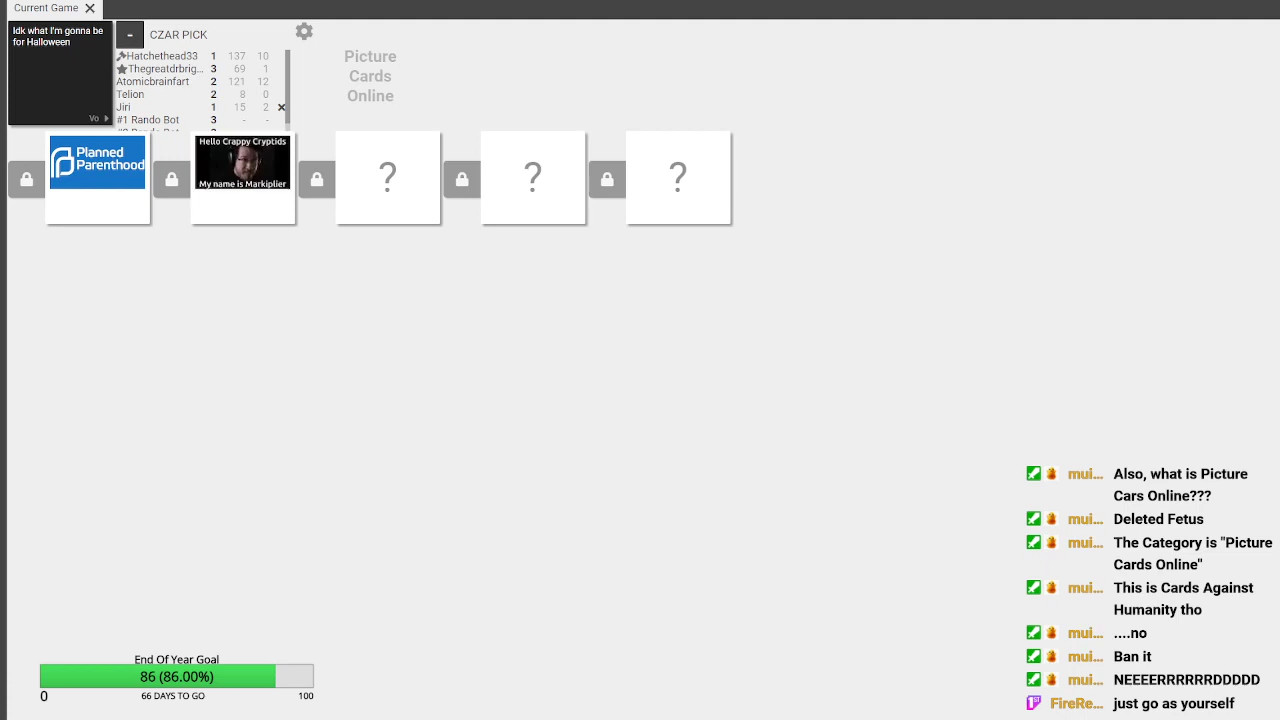 Current Game
Idk what I'm gonna be
for Halloween
Vo
-
CZAR PICK
Hatchethead33 1 137 10
Thegreatdrbrig... 3 69 1
Atomicbrainfart 2 121 12
Telion 2 8 0
Jiri 1 15 2
#1 Rando Bot 3 - -
Picture
Cards
Online
Planned
Parenthood
Hello Crappy Cryptids
My name is Markiplier
?
?
?
mui... Also, what is Picture
Cars Online???
mui... Deleted Fetus
mui... The Category is "Picture
Cards Online"
mui... This is Cards Against
Humanity tho
mui... ....no
mui... Ban it
mui... NEEEERRRRRRDDDDD
FireRe... just go as yourself
End Of Year Goal
86 (86.00%)
0 66 DAYS TO GO 100